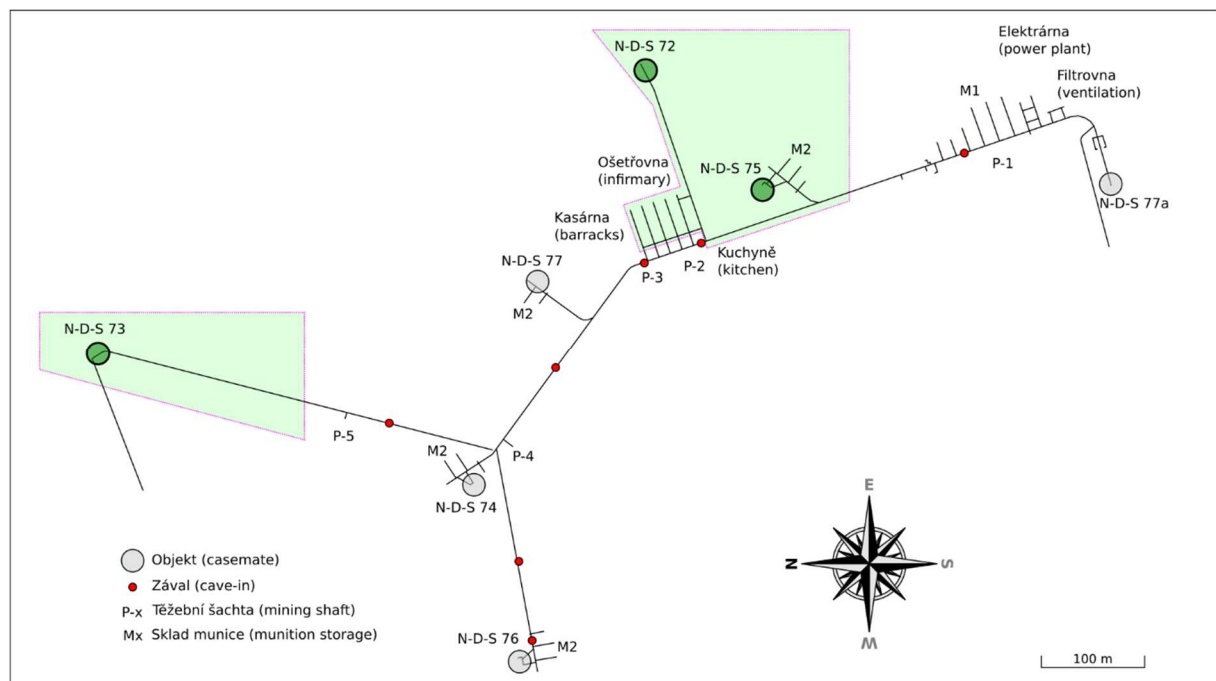 Elektrárna
(power plant)
N-D-S 72
Filtrovna
(ventilation)
M1
Ošetřovna
(infirmary)
M2
N-D-S 75
P-1
N-D-S 77a
Kasárna
(barracks)
Kuchyně
(kitchen)
N-D-S 77
P-3
P-2
M2
N-D-S 73
P-5
M2
P-4
N-D-S 74
E
N
S
W
Objekt (casemate)
Zával (cave-in)
P-x Těžební šachta (mining shaft)
Mx Sklad munice (munition storage)
N-D-S 76
M2
100 m